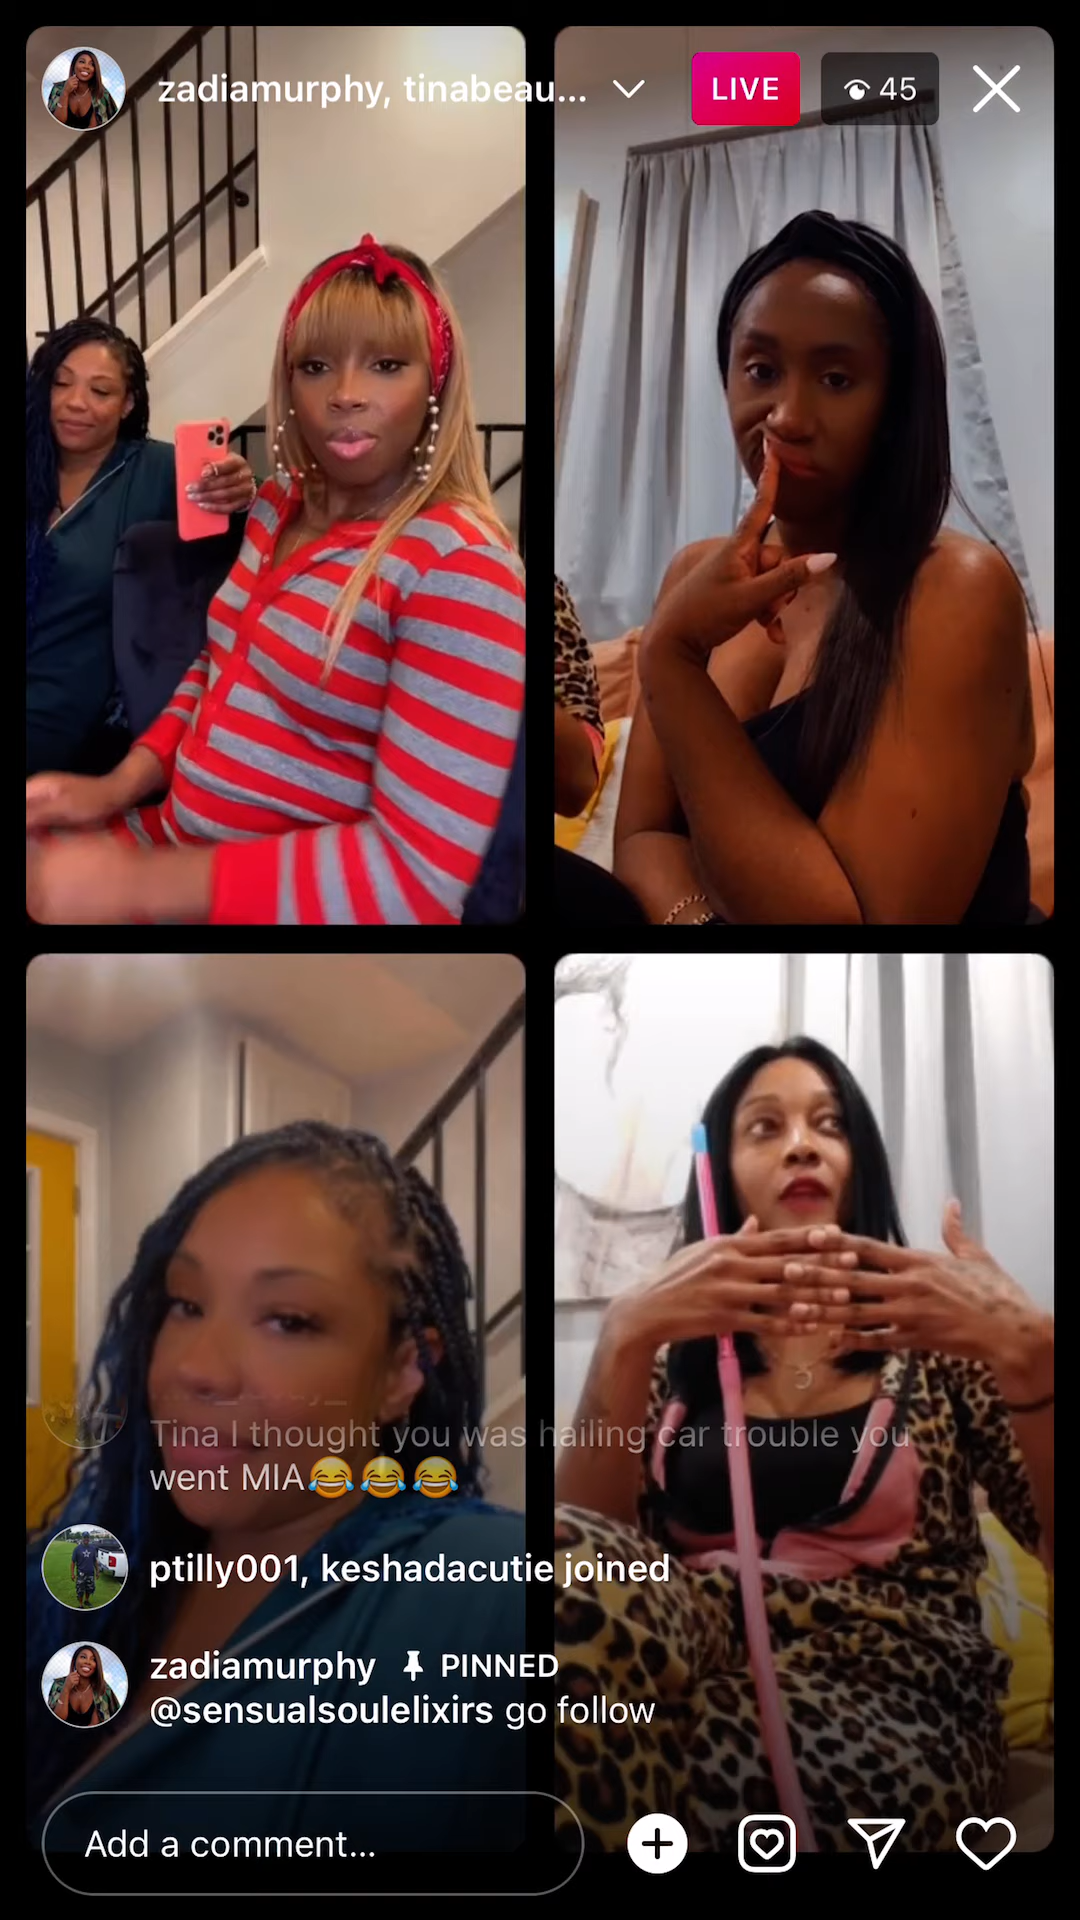 zadiamurphy, tinabeau...
LIVE
45
Tina I thought you was hailing car trouble you
went MIA😂😂😂
ptilly001, keshadacutie joined
zadiamurphy PINNED
@sensualsoulelixirs go follow
Add a comment...